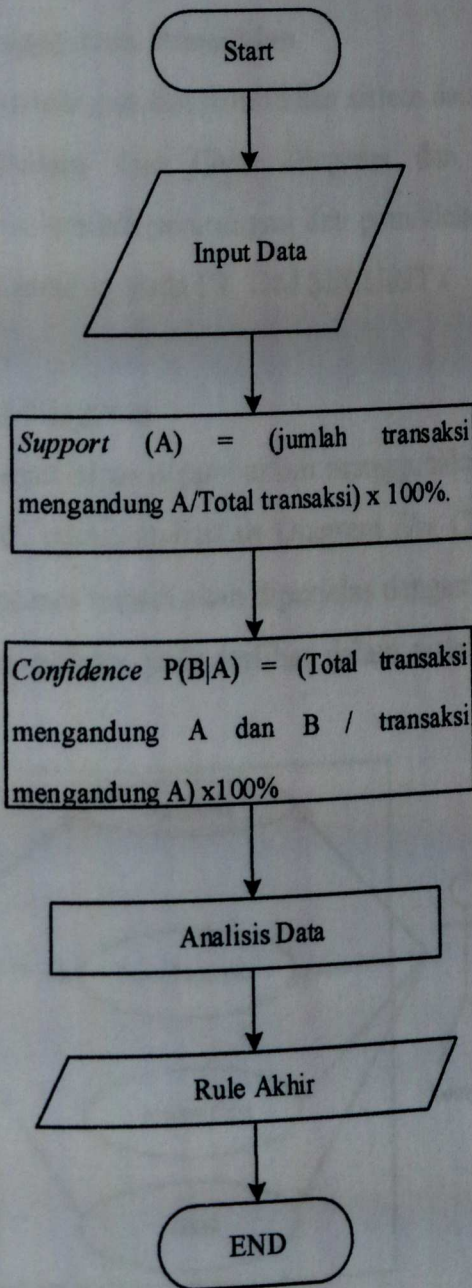 Start
Input Data
Support (A) = (jumlah transaksi
mengandung A/Total transaksi) x 100%.
Confidence P(B|A) = (Total transaksi
mengandung A dan B / transaksi
mengandung A) x100%
Analisis Data
Rule Akhir
END